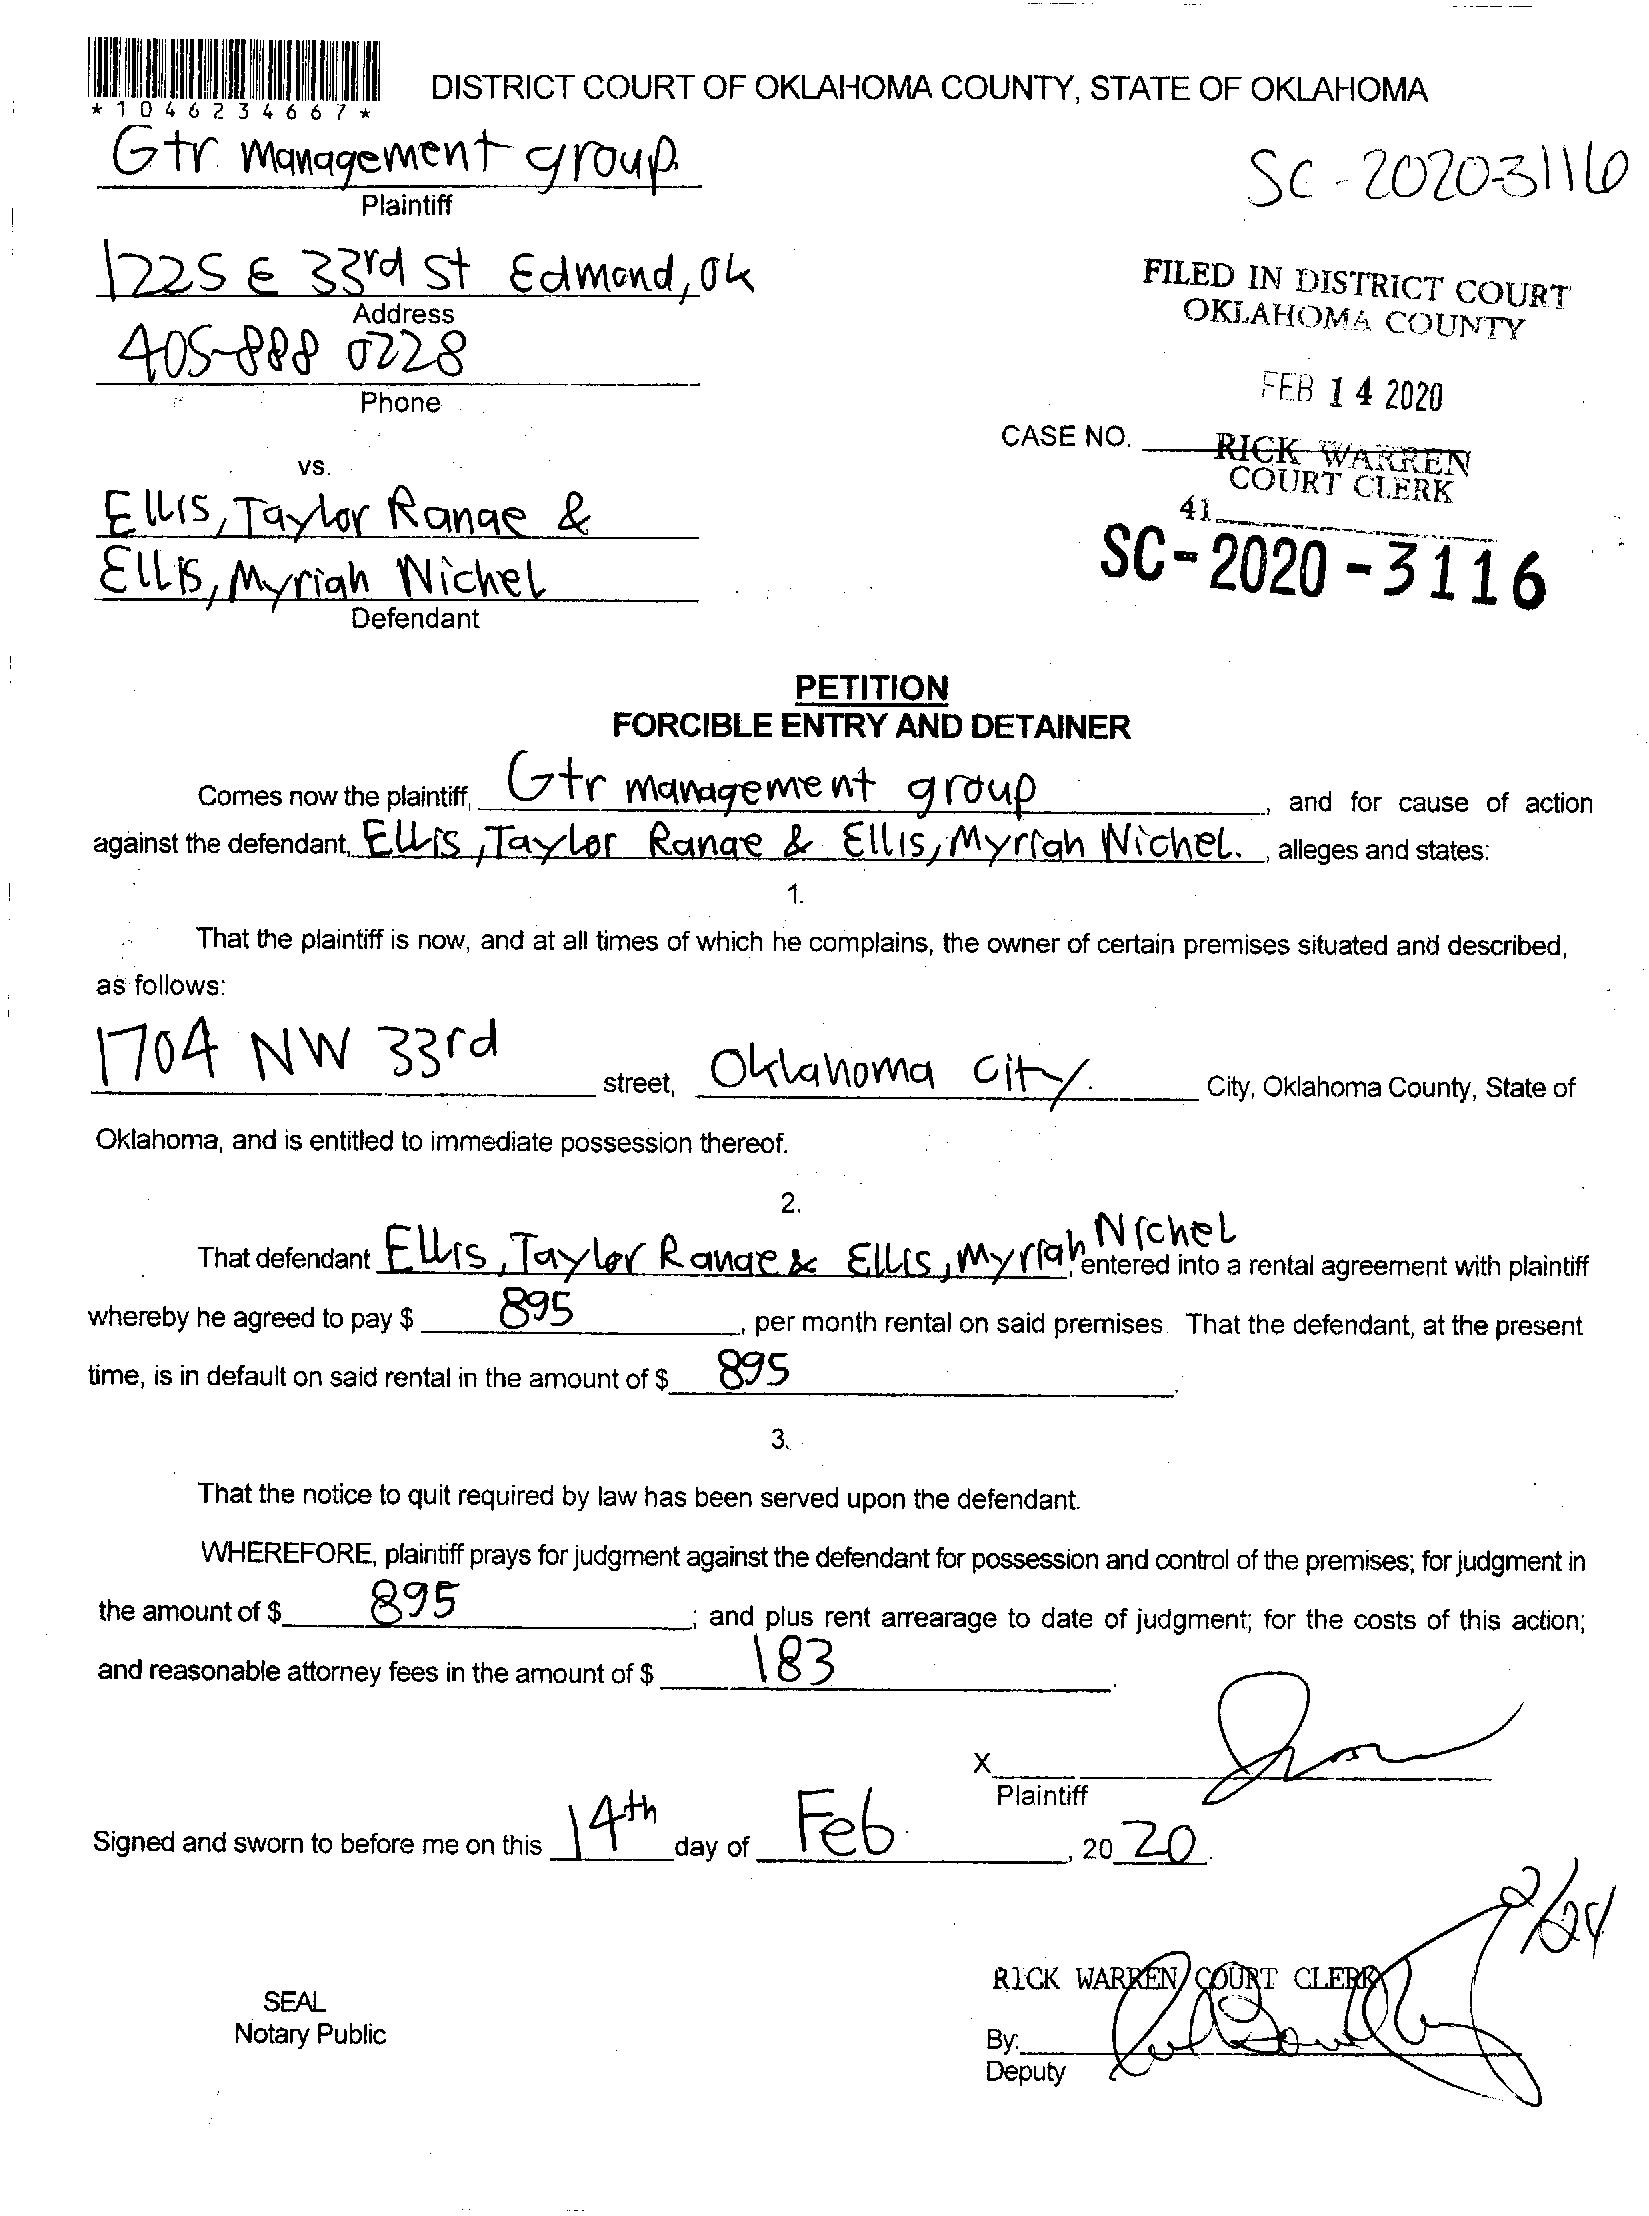 *1046234667*
DISTRICT COURT OF OKLAHOMA COUNTY, STATE OF OKLAHOMA
Gtr management group.
Plaintiff
SC-2020-3116
1225 E 33rd St Edmond, Ok
Address
FILED IN DISTRICT COURT
OKLAHOMA COUNTY
405-888 0228
Phone
FEB 14 2020
CASE NO.
RICK WARREN
COURT CLERK
41
SC-2020-3116
vs.
Ellis, Taylor Range &
Ellis, Myriah Nichel
Defendant
PETITION
FORCIBLE ENTRY AND DETAINER
Comes now the plaintiff, Gtr management group, and for cause of action
against the defendant, Ellis, Taylor Range & Ellis, Myriah Nichel., alleges and states:
1.
That the plaintiff is now, and at all times of which he complains, the owner of certain premises situated and described,
as follows:
1704 NW 33rd street, Oklahoma City. City, Oklahoma County, State of
Oklahoma, and is entitled to immediate possession thereof.
2.
That defendant Ellis, Taylor Range & Ellis, Myriah Nichel, entered into a rental agreement with plaintiff
whereby he agreed to pay $ 895, per month rental on said premises. That the defendant, at the present
time, is in default on said rental in the amount of $ 895.
3.
That the notice to quit required by law has been served upon the defendant.
WHEREFORE, plaintiff prays for judgment against the defendant for possession and control of the premises; for judgment in
the amount of $ 895; and plus rent arrearage to date of judgment; for the costs of this action;
and reasonable attorney fees in the amount of $ 183.
X
Plaintiff
Signed and sworn to before me on this 14th day of Feb, 20 20.
2/24
RICK WARREN COURT CLERK
SEAL
Notary Public
By:
Deputy